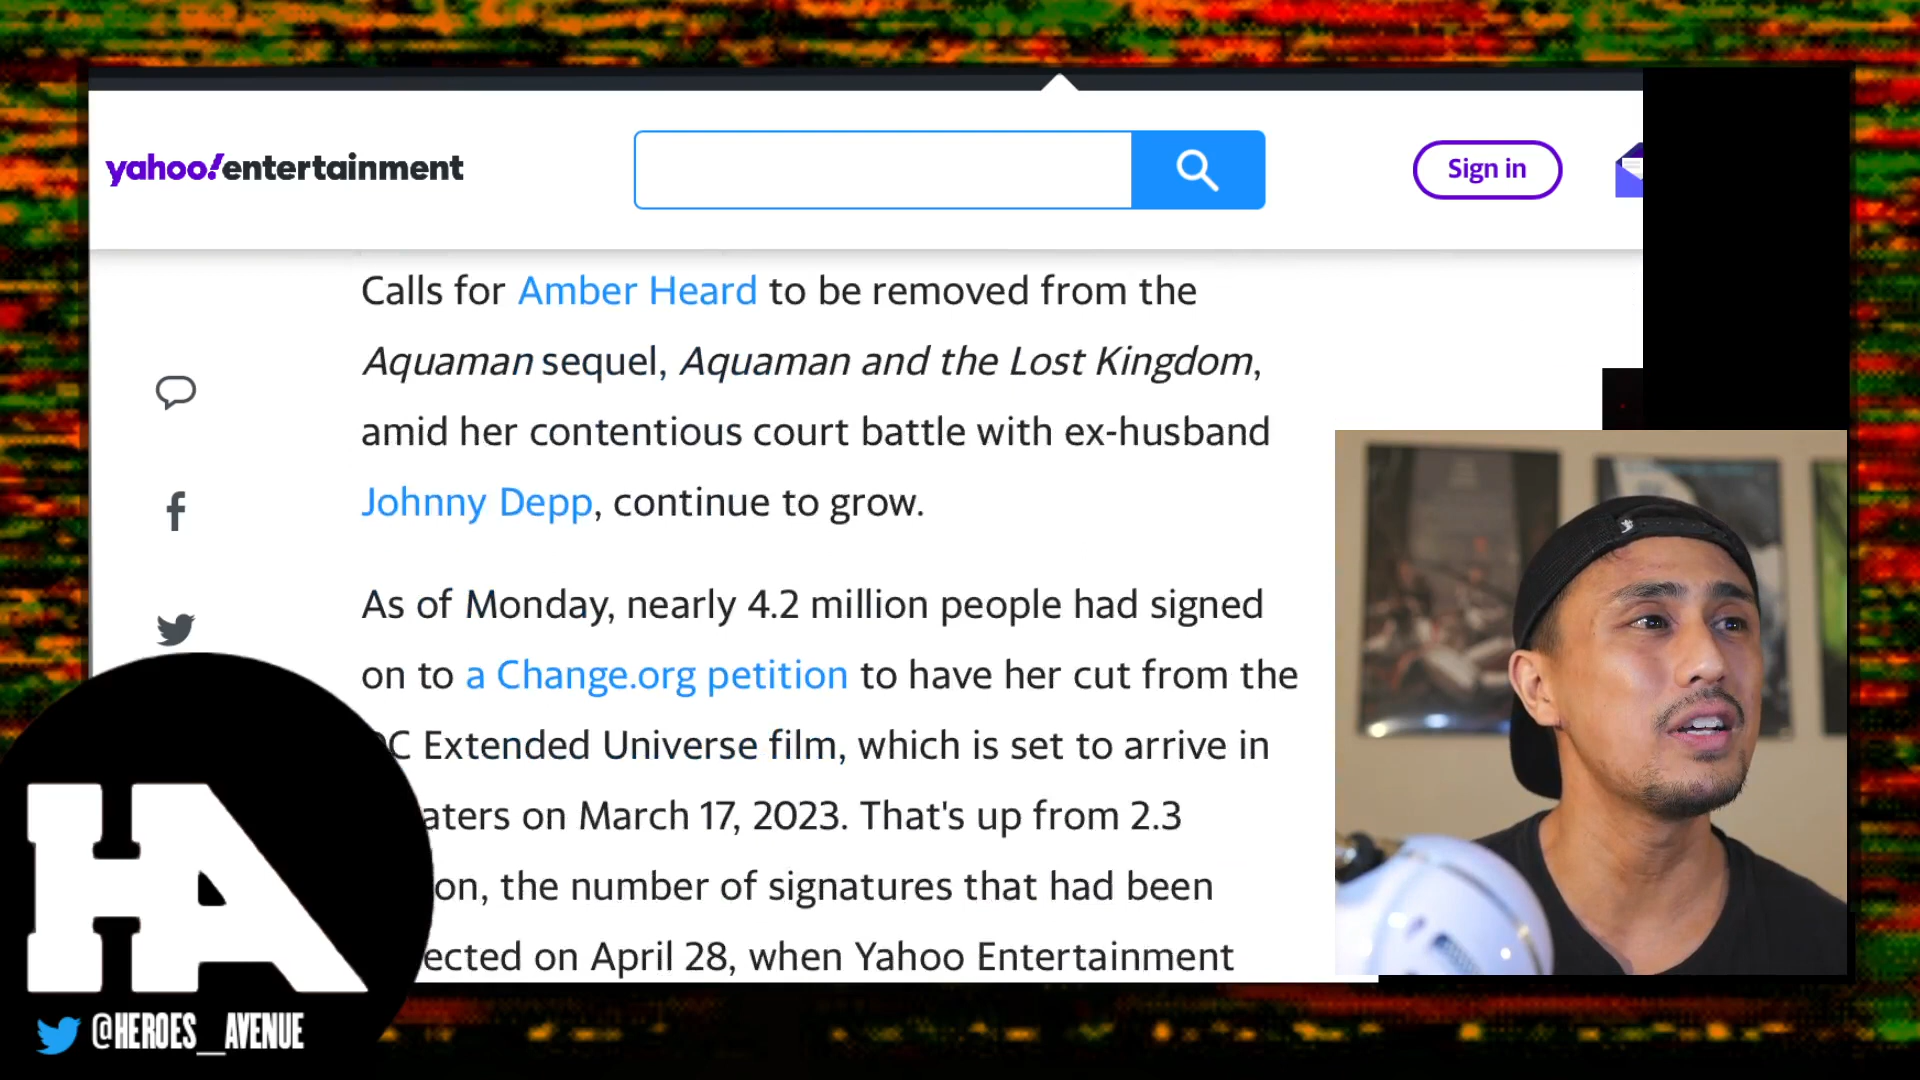 yahoo!entertainment
Sign in
Calls for Amber Heard to be removed from the
Aquaman sequel, Aquaman and the Lost Kingdom,
amid her contentious court battle with ex-husband
Johnny Depp, continue to grow.
As of Monday, nearly 4.2 million people had signed
on to a Change.org petition to have her cut from the
Extended Universe film, which is set to arrive in
on March 17, 2023. That's up from 2.3
the number of signatures that had been
on April 28, when Yahoo Entertainment
HA
@HEROES__AVENUE